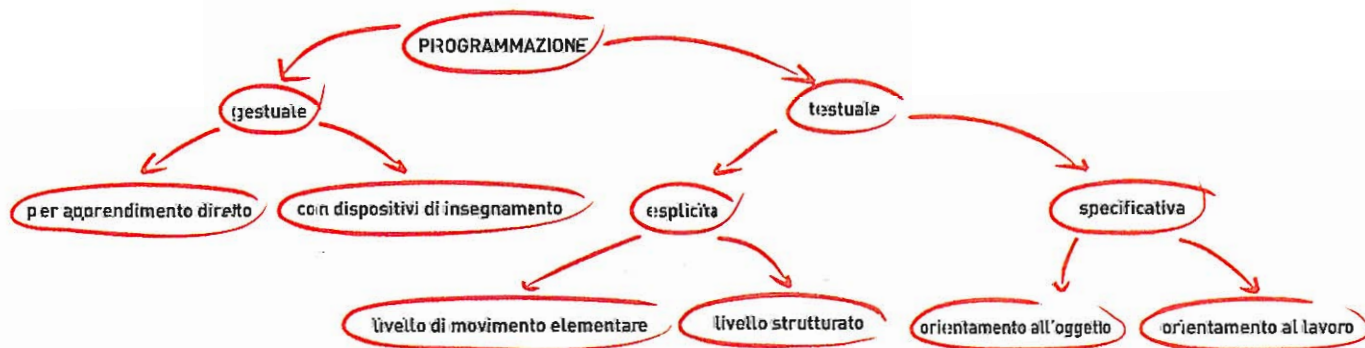 PROGRAMMAZIONE
gestuale
testuale
per apprendimento diretto
con dispositivi di insegnamento
esplicita
specificativa
livello di movimento elementare
livello strutturato
orientamento all'oggetto
orientamento al lavoro